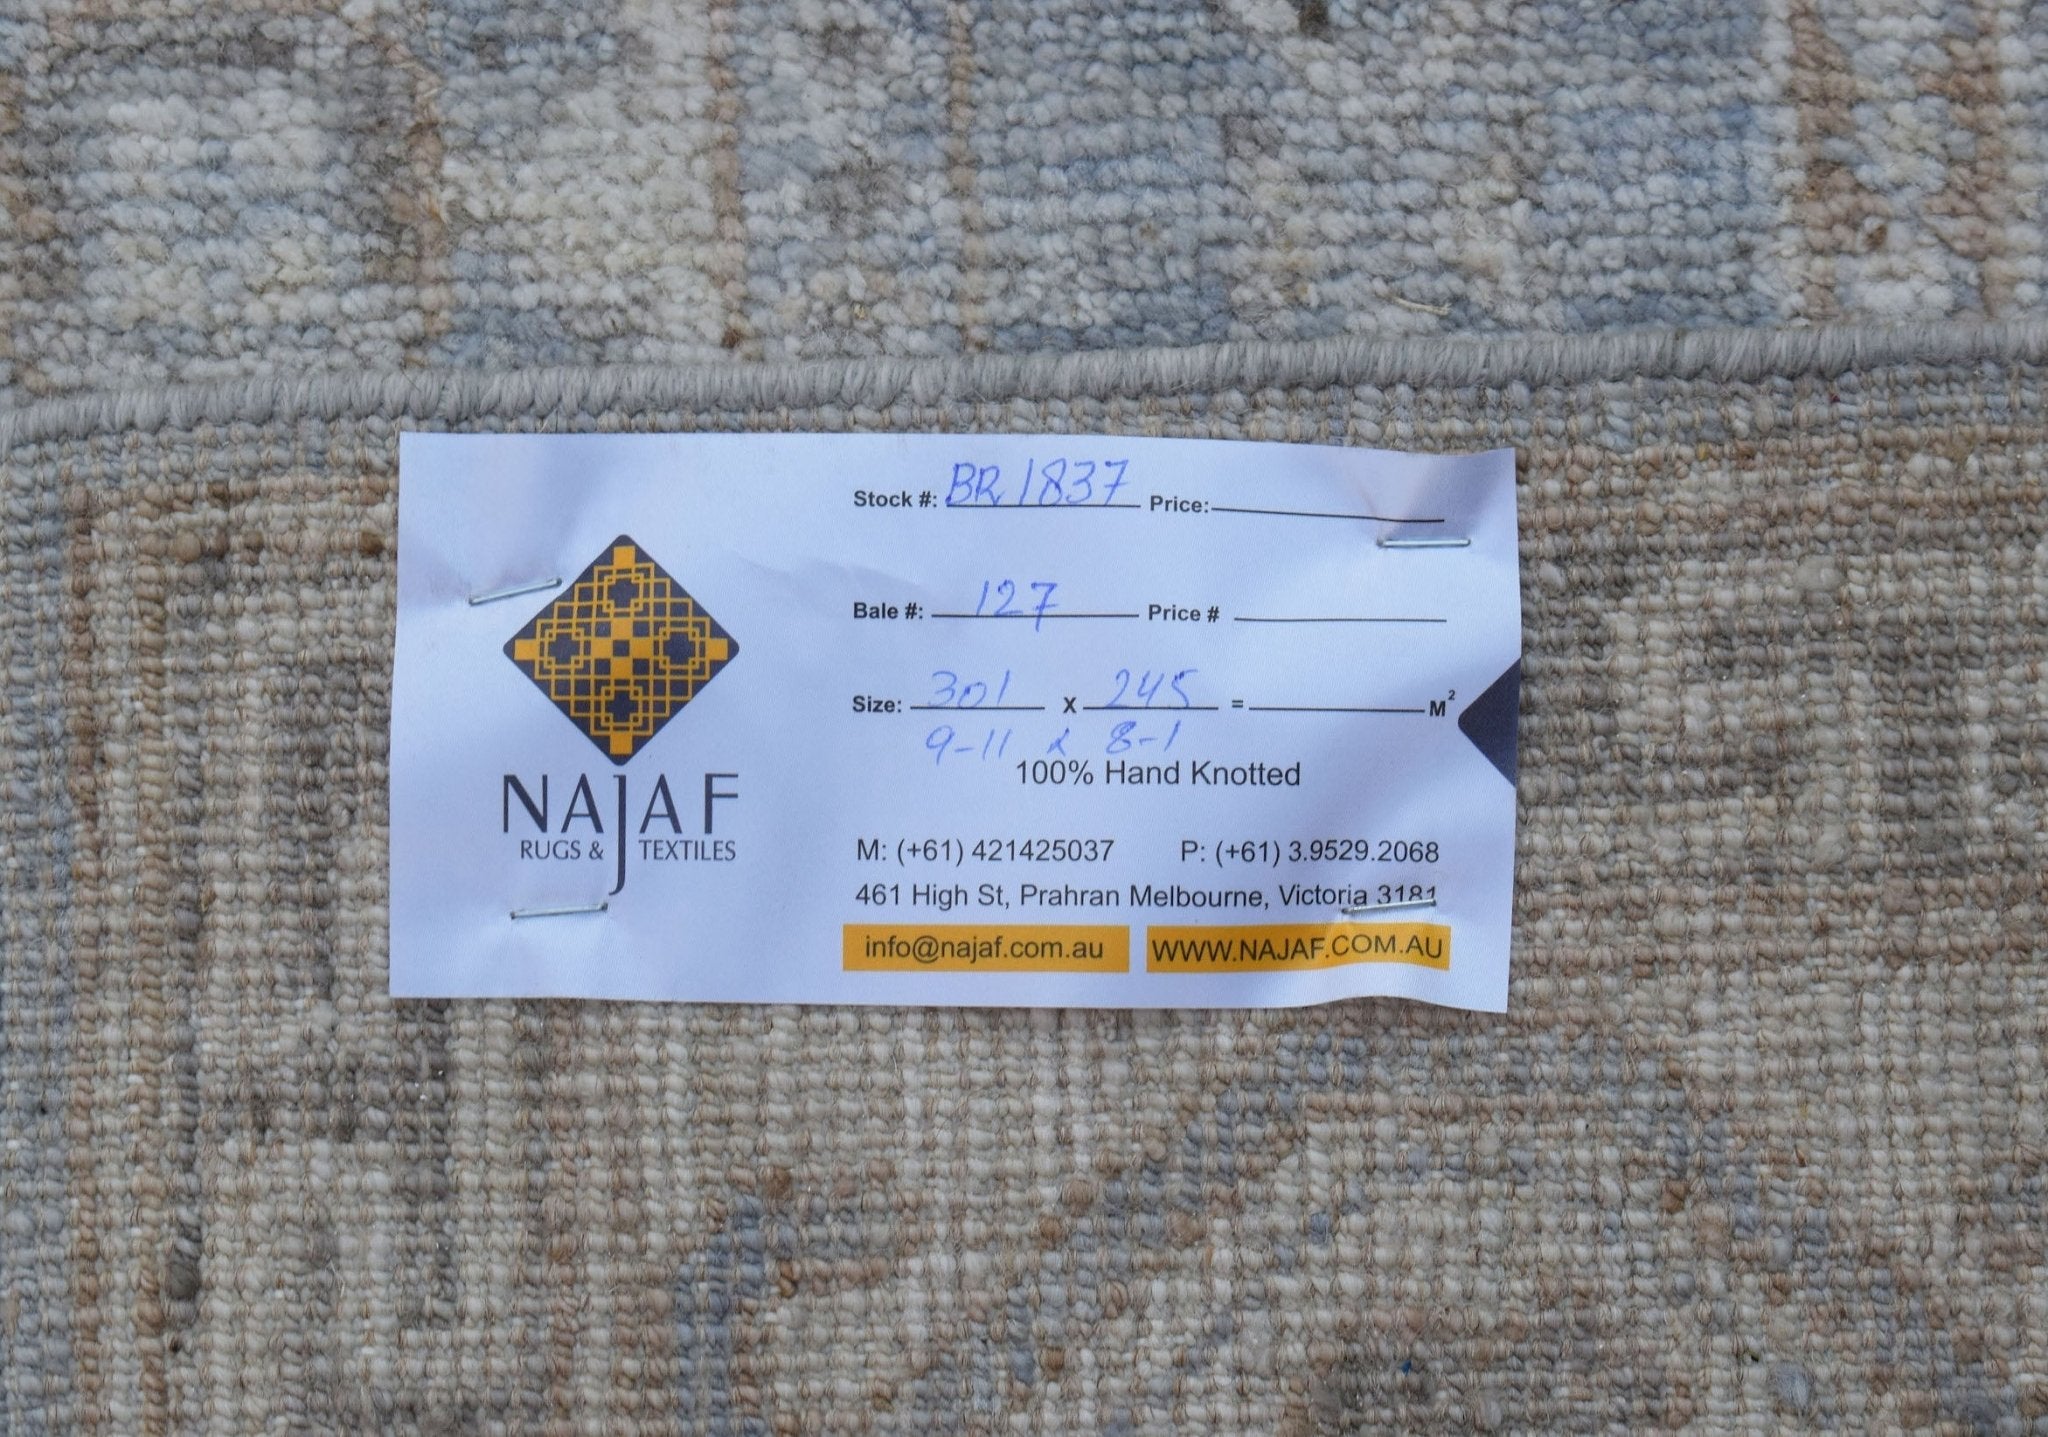 NAJAF
RUGS & TEXTILES
Stock #: BR1837 Price:
Bale #: 127 Price #
Size: 301 X 245 = M²
9-11 x 8-1
100% Hand Knotted
M: (+61) 421425037 P: (+61) 3.9529.2068
461 High St, Prahran Melbourne, Victoria 3181
info@najaf.com.au WWW.NAJAF.COM.AU